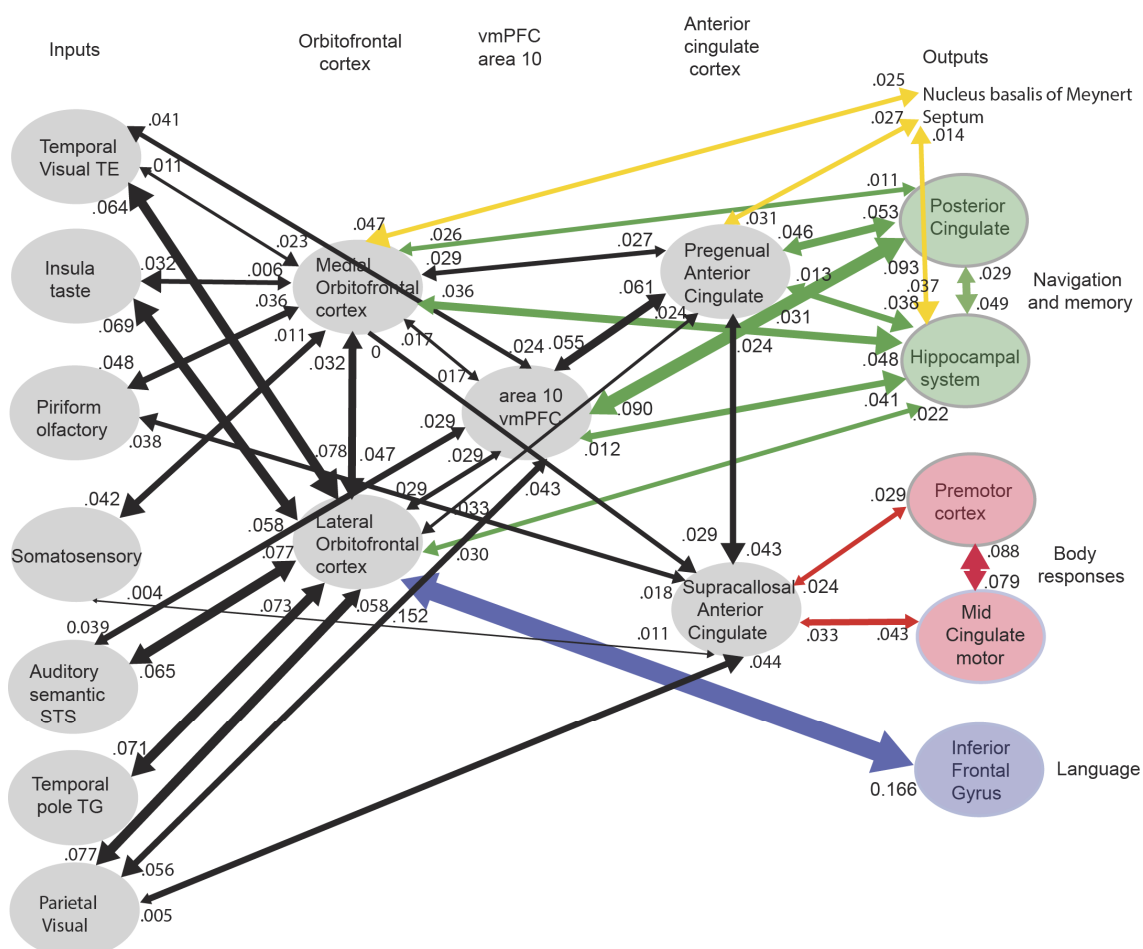 Inputs
Orbitofrontal
cortex
vmPFC
area 10
Anterior
cingulate
cortex
Outputs
.025
Nucleus basalis of Meynert
.027
Septum
.014
.041
Temporal
Visual TE
.011
.064
.011
.053
Posterior
Cingulate
.047
.026
.031
.046
.023
.027
.029
Medial
Orbitofrontal
cortex
Pregenual
Anterior
Cingulate
Insula
taste
.032
.006
.036
.036
.061
.013
.093
.037
.029
.049
Navigation
and memory
.069
.011
.017
.024
.031
.038
.032
0
.024
.055
.024
.048
Hippocampal
system
.048
.017
area 10
vmPFC
.090
.041
.022
Piriform
olfactory
.038
.029
.012
.078
.047
.029
.043
.042
.029
.033
.029
Premotor
cortex
.058
Lateral
Orbitofrontal
cortex
.029
.043
.088
Body
responses
Somatosensory
.077
.030
.018
Supracallosal
Anterior
Cingulate
.024
.079
.004
.073
.058
.152
.011
.033
.043
Mid
Cingulate
motor
0.039
.065
.044
Auditory
semantic
STS
.071
Inferior
Frontal
Gyrus
Language
0.166
Temporal
pole TG
.077
.056
.005
Parietal
Visual